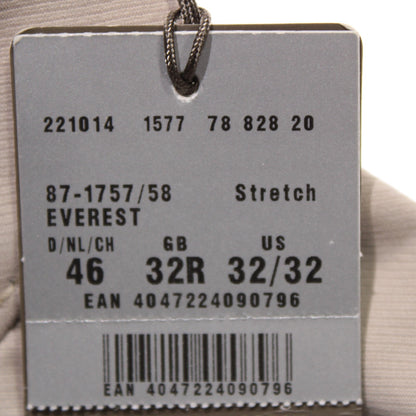 221014 1577 78 828 20
87-1757/58 Stretch
EVEREST
D/NL/CH GB US
46 32R 32/32
EAN 4047224090796
EAN 4047224090796